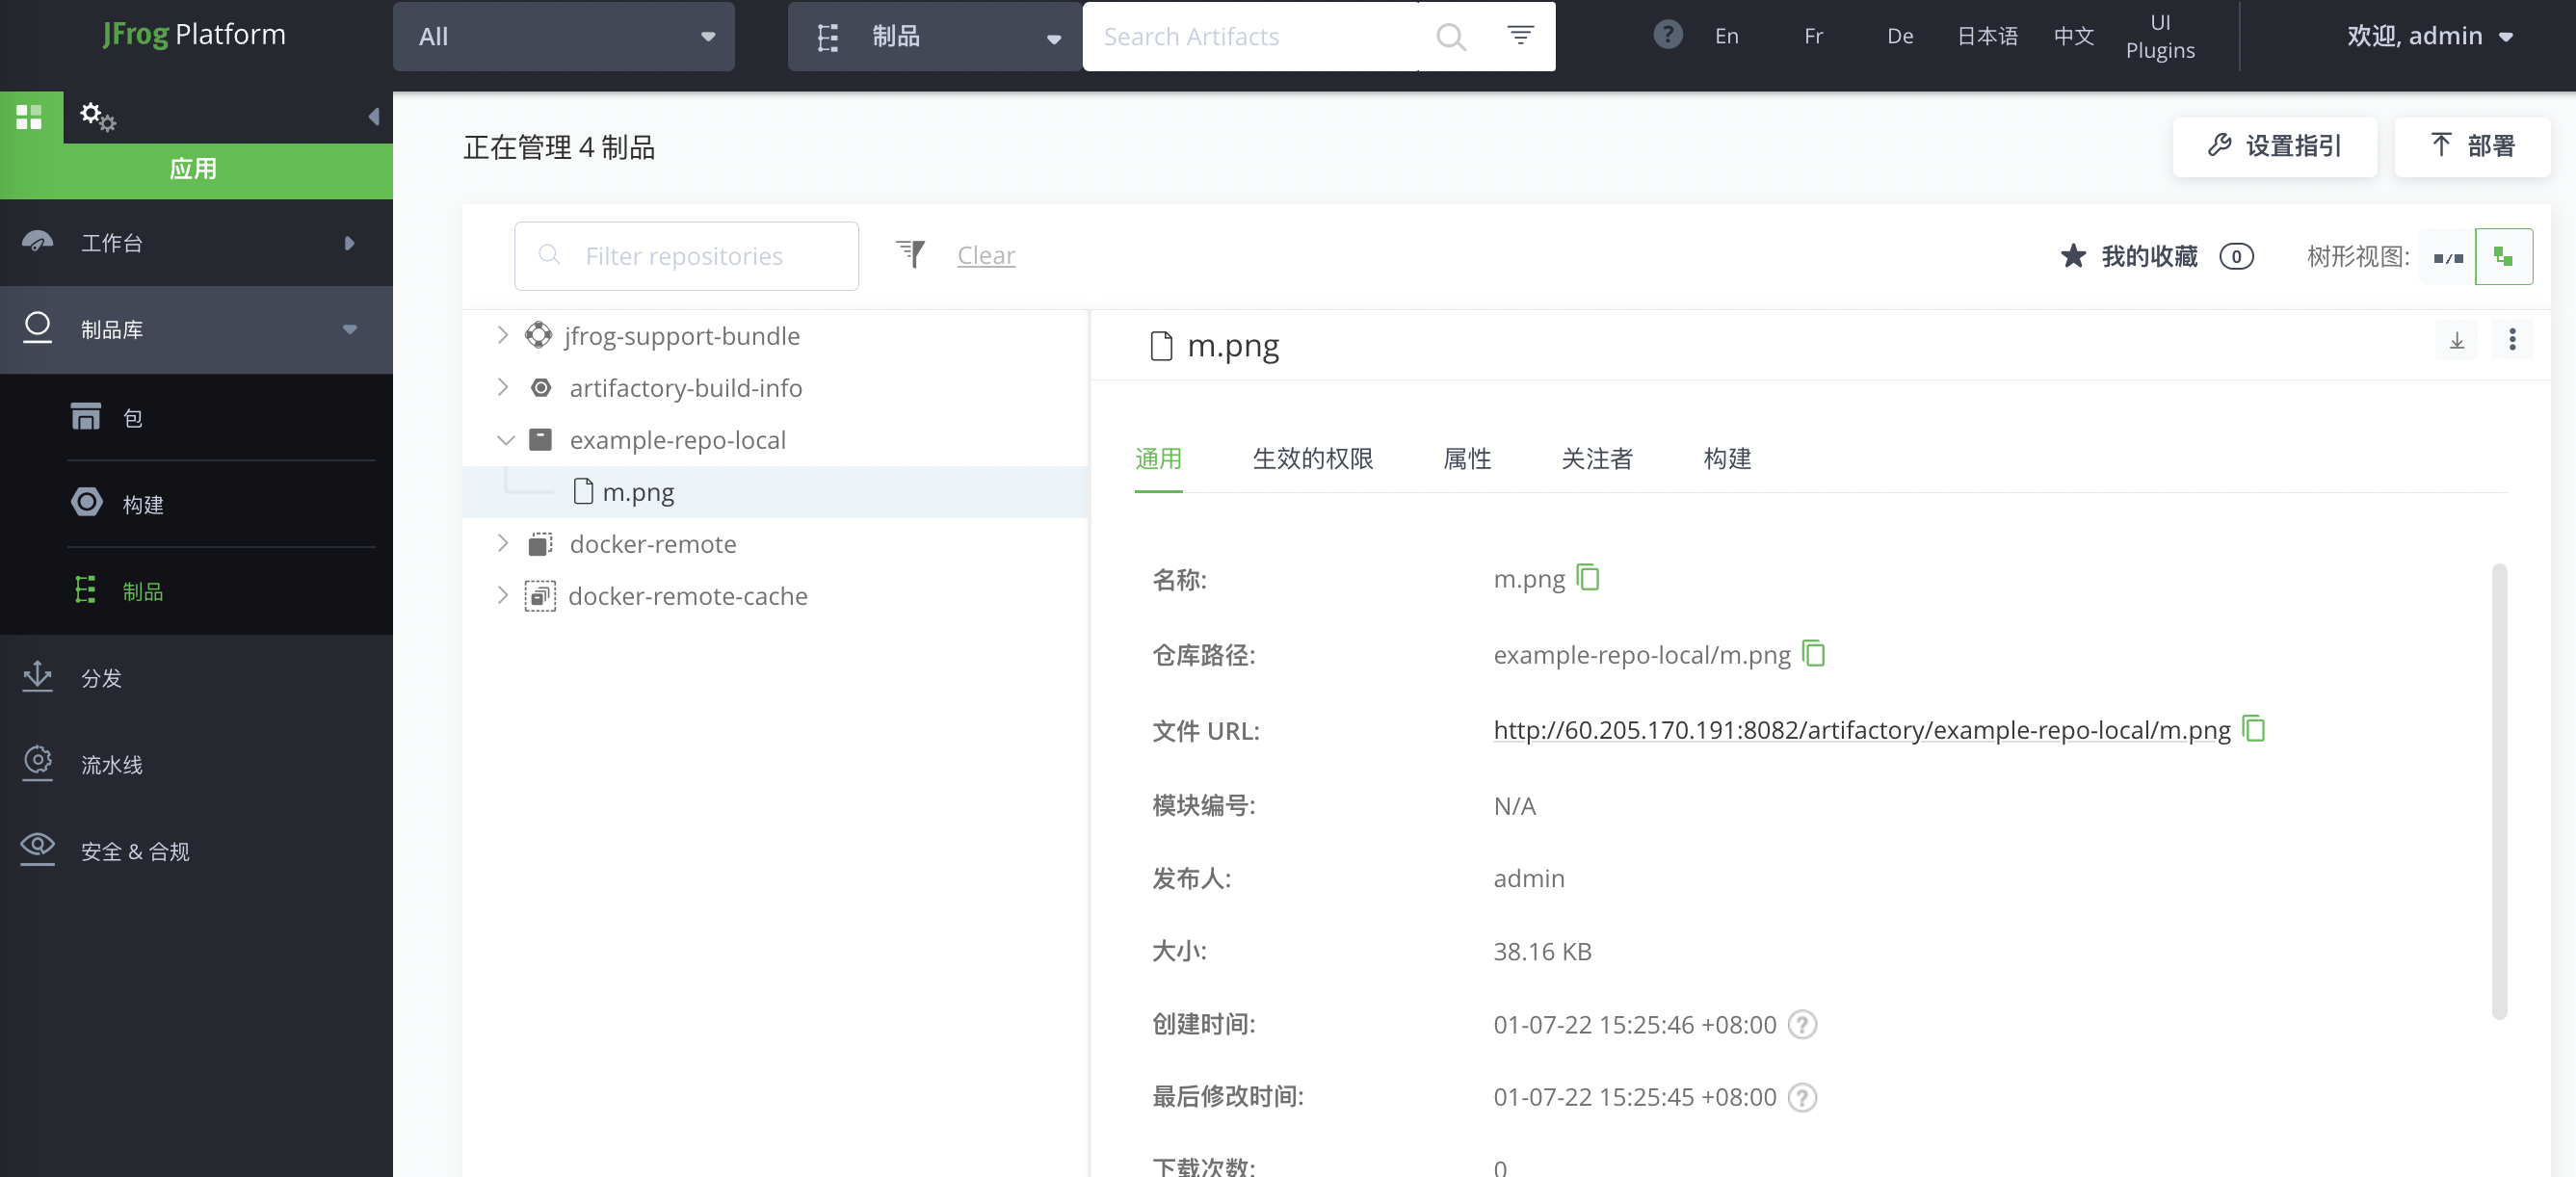 JFrog Platform
All
制品
Search Artifacts
?
En
Fr
De
日本语
中文
UI
Plugins
欢迎, admin
应用
工作台
制品库
包
构建
制品
分发
流水线
安全 & 合规
正在管理 4 制品
设置指引
部署
Filter repositories
Clear
我的收藏
0
树形视图:
jfrog-support-bundle
artifactory-build-info
example-repo-local
m.png
docker-remote
docker-remote-cache
m.png
通用
生效的权限
属性
关注者
构建
名称: m.png
仓库路径: example-repo-local/m.png
文件 URL: http://60.205.170.191:8082/artifactory/example-repo-local/m.png
模块编号: N/A
发布人: admin
大小: 38.16 KB
创建时间: 01-07-22 15:25:46 +08:00 ?
最后修改时间: 01-07-22 15:25:45 +08:00 ?
下载次数: 0